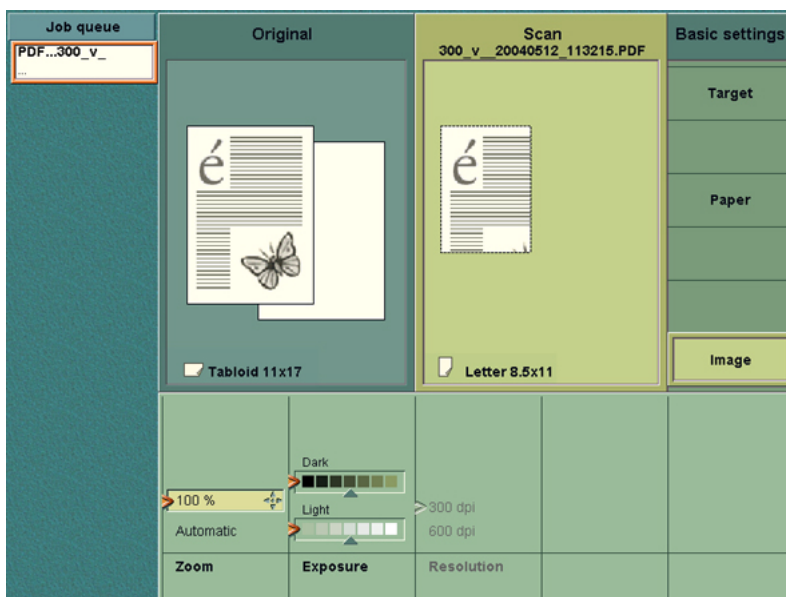 Job queue
PDF...300_v_
...
Original
é
Tabloid 11x17
Scan
300_v__20040512_113215.PDF
é
Letter 8.5x11
Basic settings
Target
Paper
Image
100 %
Automatic
Zoom
Dark
Light
Exposure
300 dpi
600 dpi
Resolution